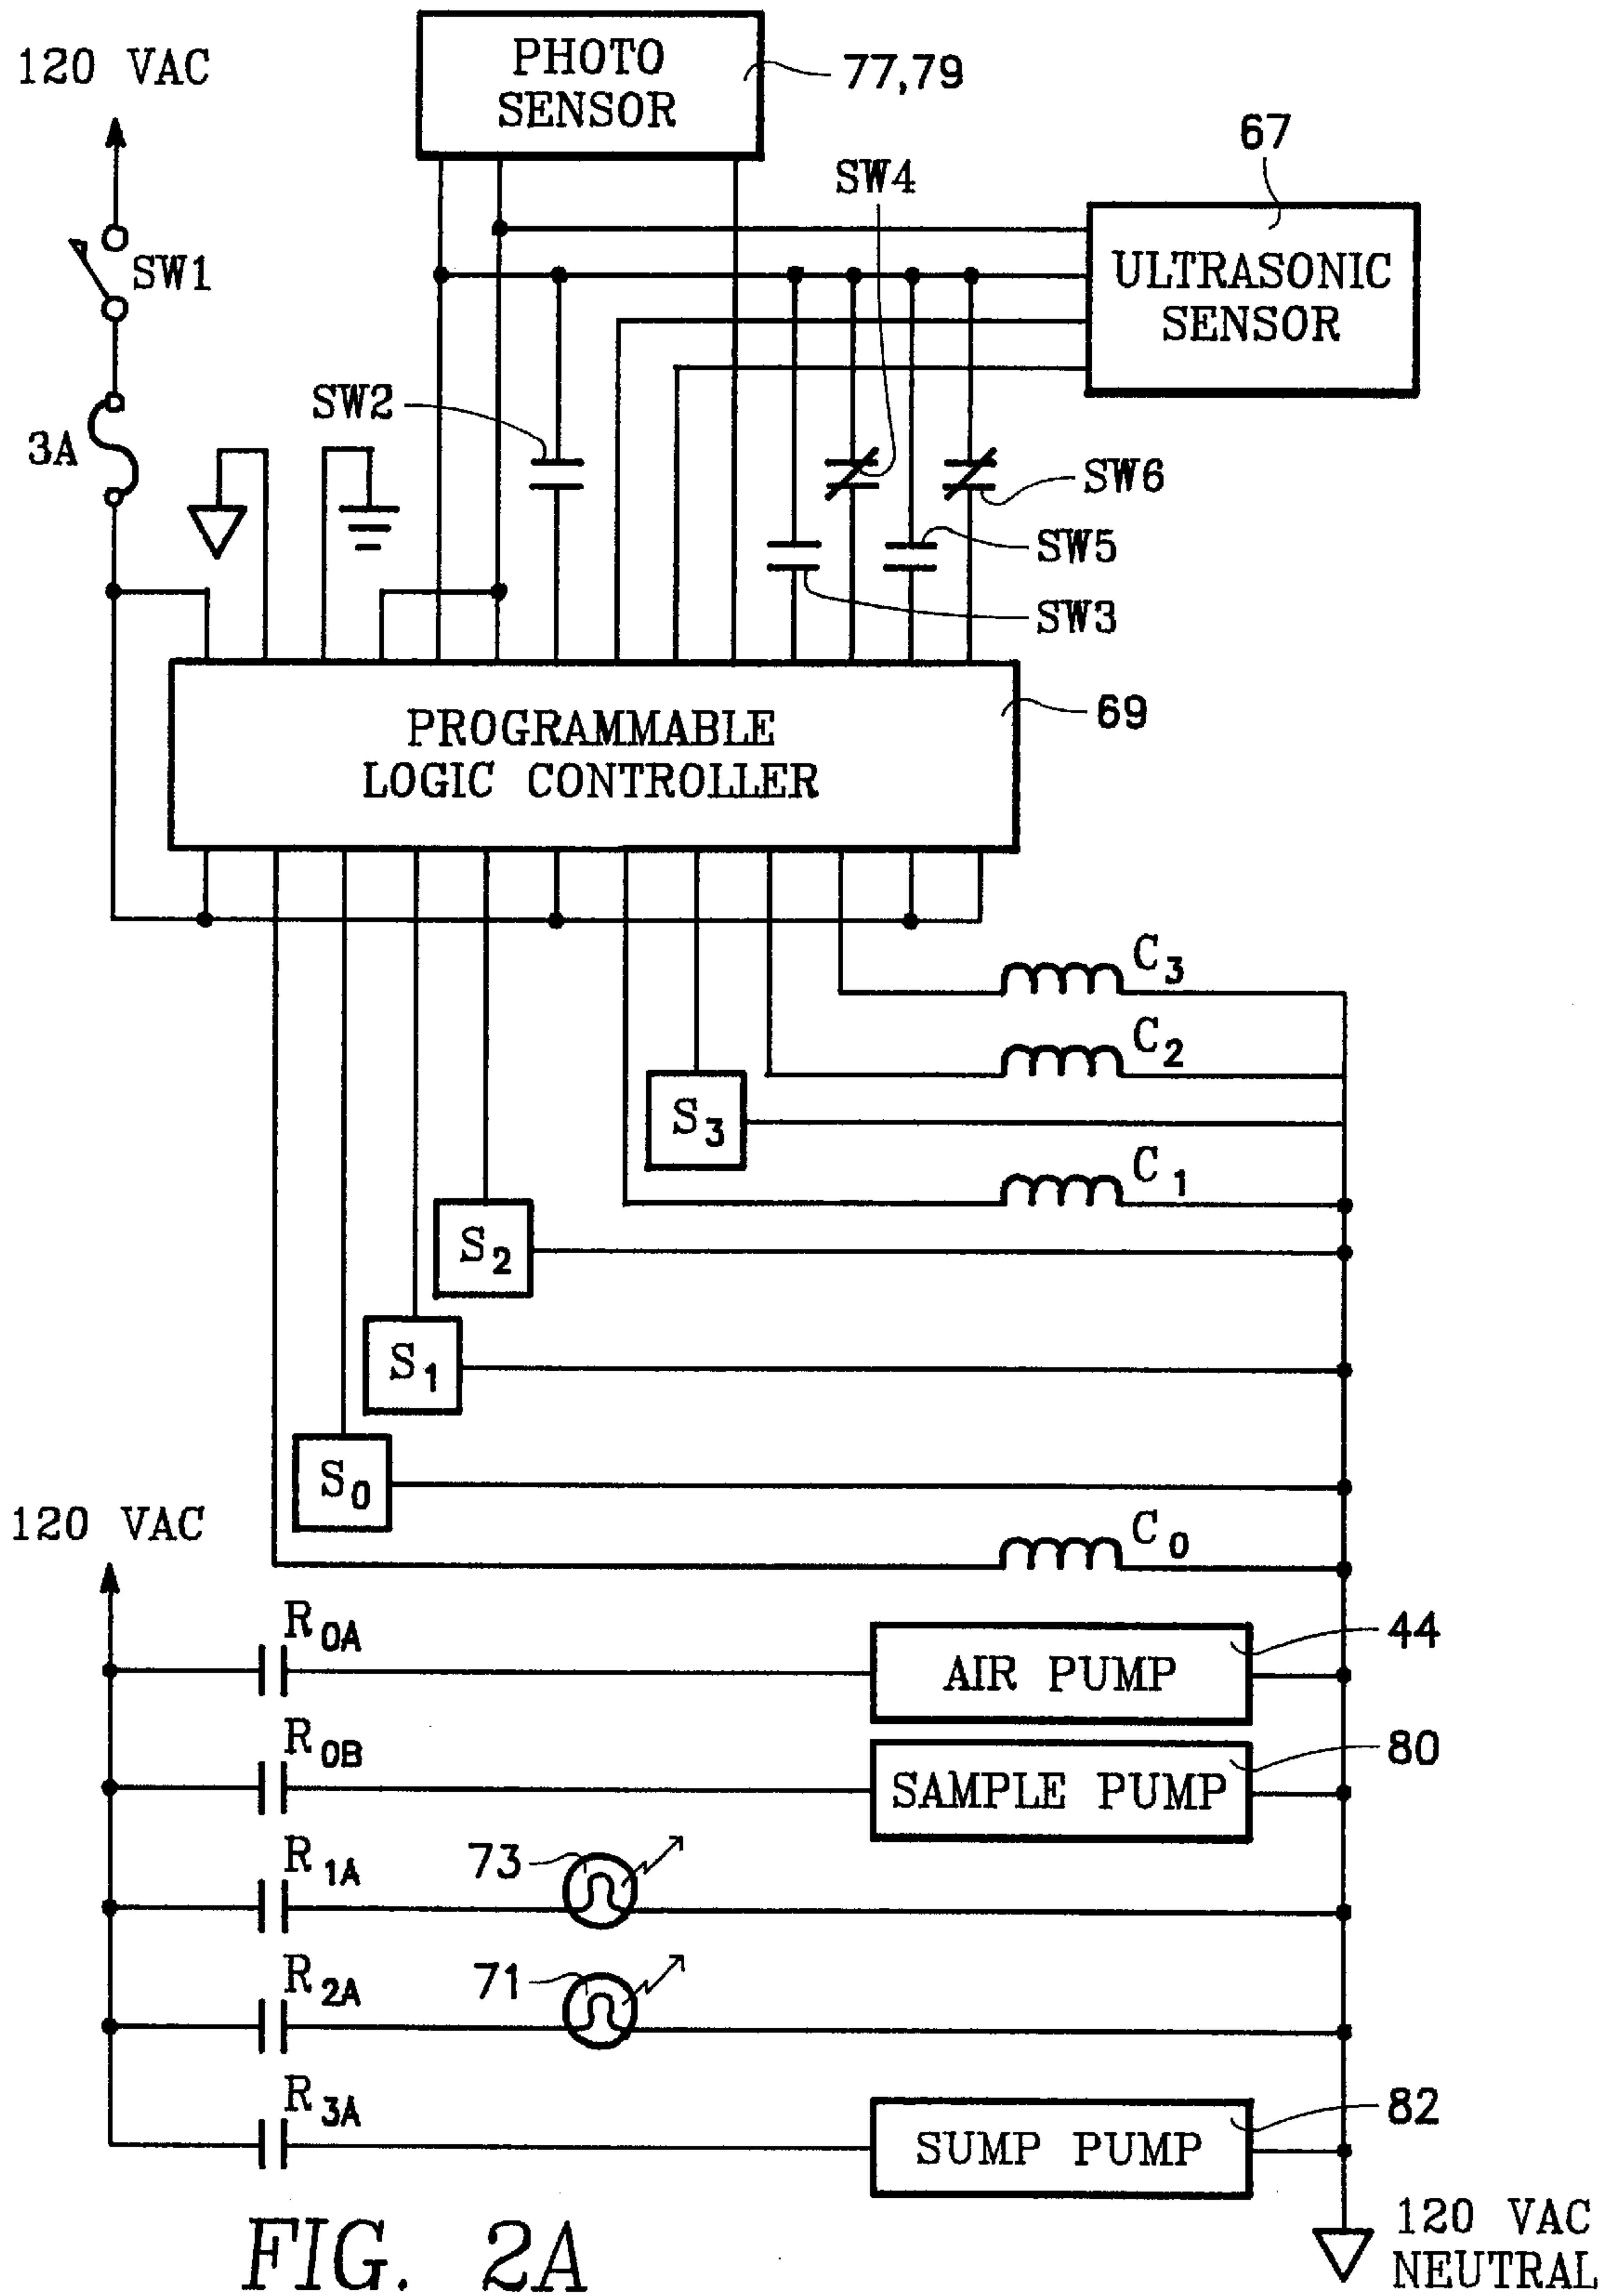 120 VAC
PHOTO
SENSOR
77,79
67
SW4
SW1
ULTRASONIC
SENSOR
SW2
3A
SW6
SW5
SW3
PROGRAMMABLE
LOGIC CONTROLLER
69
C3
C2
S3
C1
S2
S1
S0
120 VAC
C0
R0A
44
AIR PUMP
R0B
80
SAMPLE PUMP
R1A
73
R2A
71
R3A
82
SUMP PUMP
120 VAC
NEUTRAL
FIG. 2A